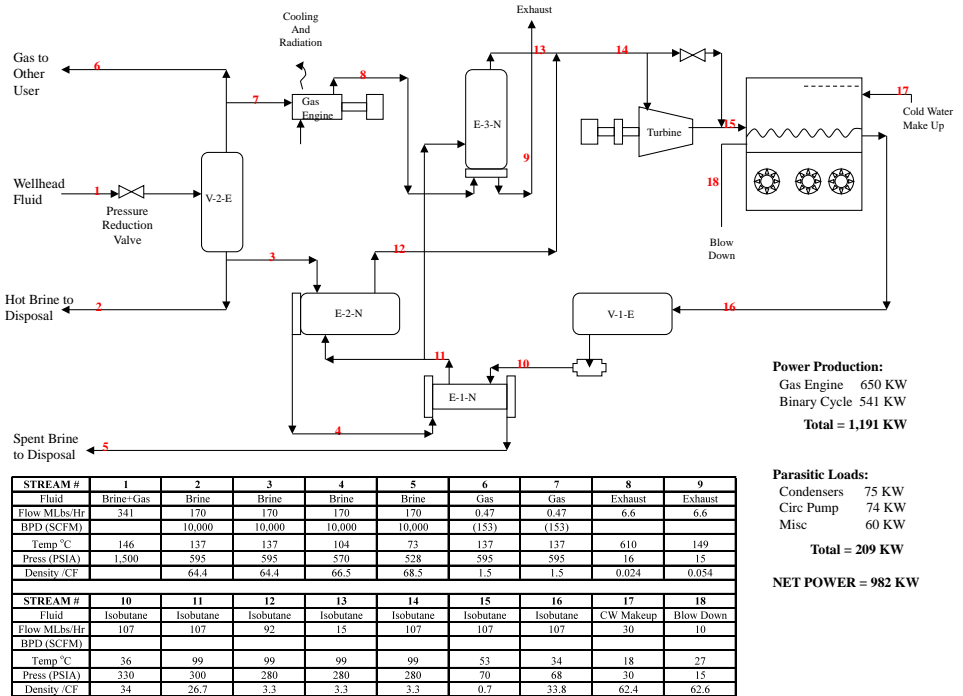 Exhaust
Cooling
And
Radiation
13
14
Gas to
Other
User
6
8
7
Gas
Engine
E-3-N
17
Cold Water
Make Up
Turbine
15
9
18
Wellhead
Fluid
1
V-2-E
Pressure
Reduction
Valve
Blow
Down
12
3
Hot Brine to
Disposal
2
E-2-N
V-1-E
16
11
10
E-1-N
4
Spent Brine
to Disposal
5
Power Production:
Gas Engine 650 KW
Binary Cycle 541 KW
Total = 1,191 KW
Parasitic Loads:
Condensers 75 KW
Circ Pump 74 KW
Misc 60 KW
Total = 209 KW
NET POWER = 982 KW
STREAM # 1 2 3 4 5 6 7 8 9
Fluid Brine+Gas Brine Brine Brine Brine Gas Gas Exhaust Exhaust
Flow MLbs/Hr 341 170 170 170 170 0.47 0.47 6.6 6.6
BPD (SCFM) 10,000 10,000 10,000 10,000 (153) (153)
Temp °C 146 137 137 104 73 137 137 610 149
Press (PSIA) 1,500 595 595 570 528 595 595 16 15
Density /CF 64.4 64.4 66.5 68.5 1.5 1.5 0.024 0.054
STREAM # 10 11 12 13 14 15 16 17 18
Fluid Isobutane Isobutane Isobutane Isobutane Isobutane Isobutane Isobutane CW Makeup Blow Down
Flow MLbs/Hr 107 107 92 15 107 107 107 30 10
BPD (SCFM)
Temp °C 36 99 99 99 99 53 34 18 27
Press (PSIA) 330 300 280 280 280 70 68 30 15
Density /CF 34 26.7 3.3 3.3 3.3 0.7 33.8 62.4 62.6